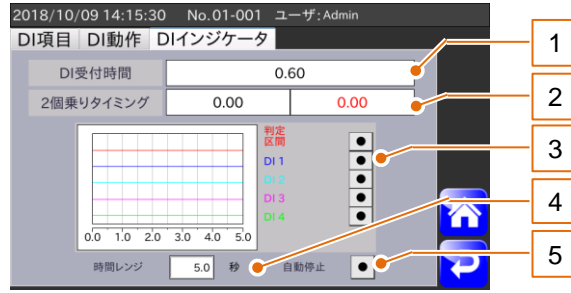 2018/10/09 14:15:30 No.01-001 ユーザ:Admin
DI項目 DI動作 DIインジケータ
DI受付時間 0.60
2個乗りタイミング 0.00 0.00
判定
区間
DI 1
DI 2
DI 3
DI 4
0.0 1.0 2.0 3.0 4.0 5.0
時間レンジ 5.0 秒 自動停止
1
2
3
4
5